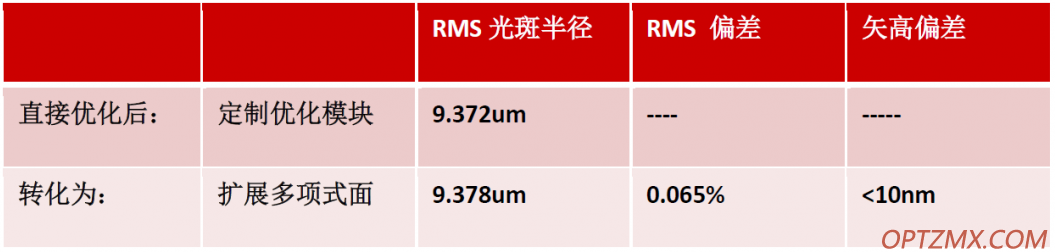 RMS 光斑半径 RMS 偏差 矢高偏差
直接优化后： 定制优化模块 9.372um ---- -----
转化为： 扩展多项式面 9.378um 0.065% <10nm
OPTZMX.COM